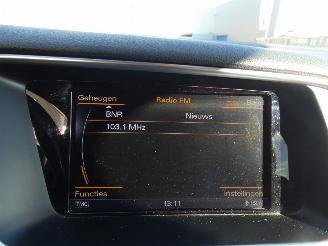 Geheugen Radio FM
BNR Nieuws
103.1 MHz
Functies Instellingen
TMC 13:11